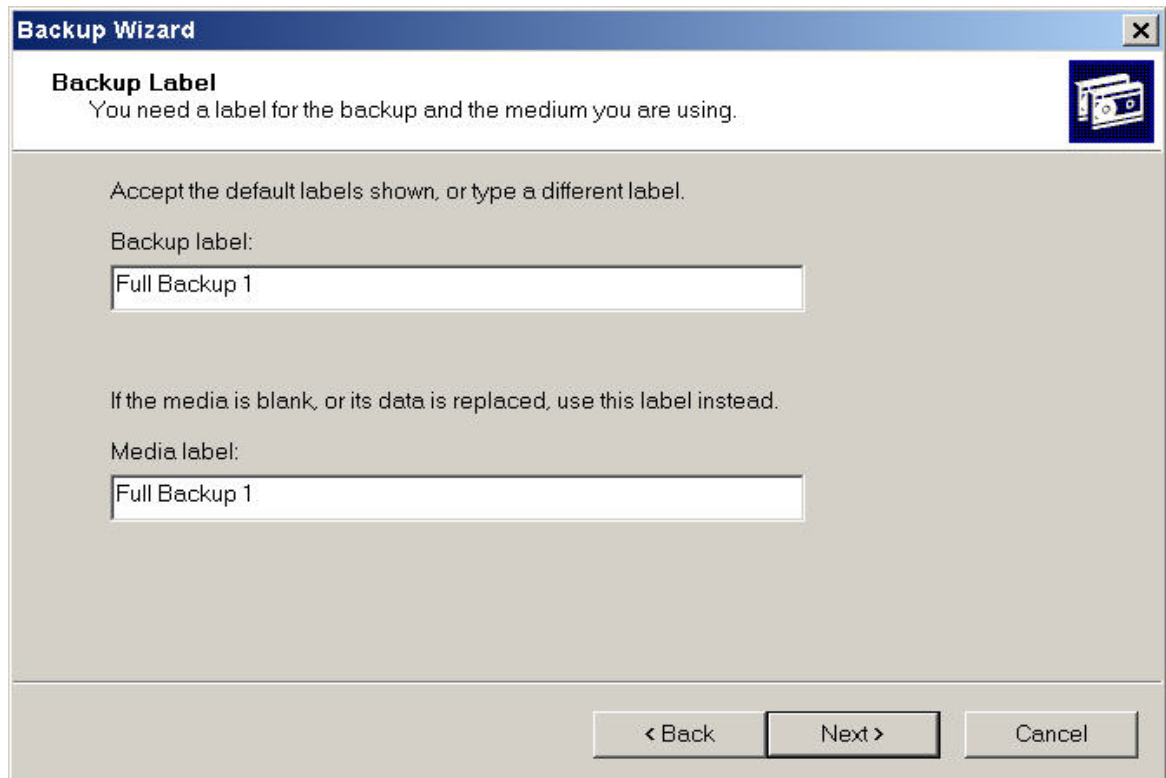 Backup Wizard
Backup Label
You need a label for the backup and the medium you are using.
Accept the default labels shown, or type a different label.
Backup label:
Full Backup 1
If the media is blank, or its data is replaced, use this label instead.
Media label:
Full Backup 1
< Back Next > Cancel